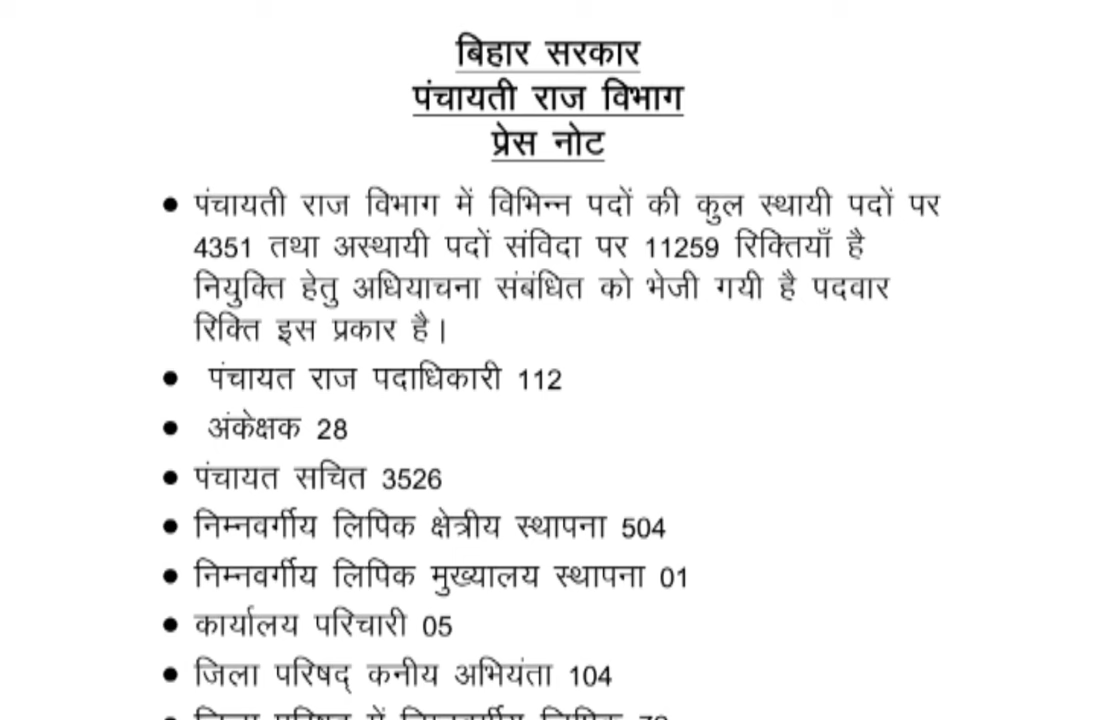 बिहार सरकार
पंचायती राज विभाग
प्रेस नोट
• पंचायती राज विभाग में विभिन्न पदों की कुल स्थायी पदों पर
4351 तथा अस्थायी पदों संविदा पर 11259 रिक्तियाँ है
नियुक्ति हेतु अधियाचना संबंधित को भेजी गयी है पदवार
रिक्ति इस प्रकार है।
• पंचायत राज पदाधिकारी 112
• अंकेक्षक 28
• पंचायत सचित 3526
• निम्नवर्गीय लिपिक क्षेत्रीय स्थापना 504
• निम्नवर्गीय लिपिक मुख्यालय स्थापना 01
• कार्यालय परिचारी 05
• जिला परिषद् कनीय अभियंता 104